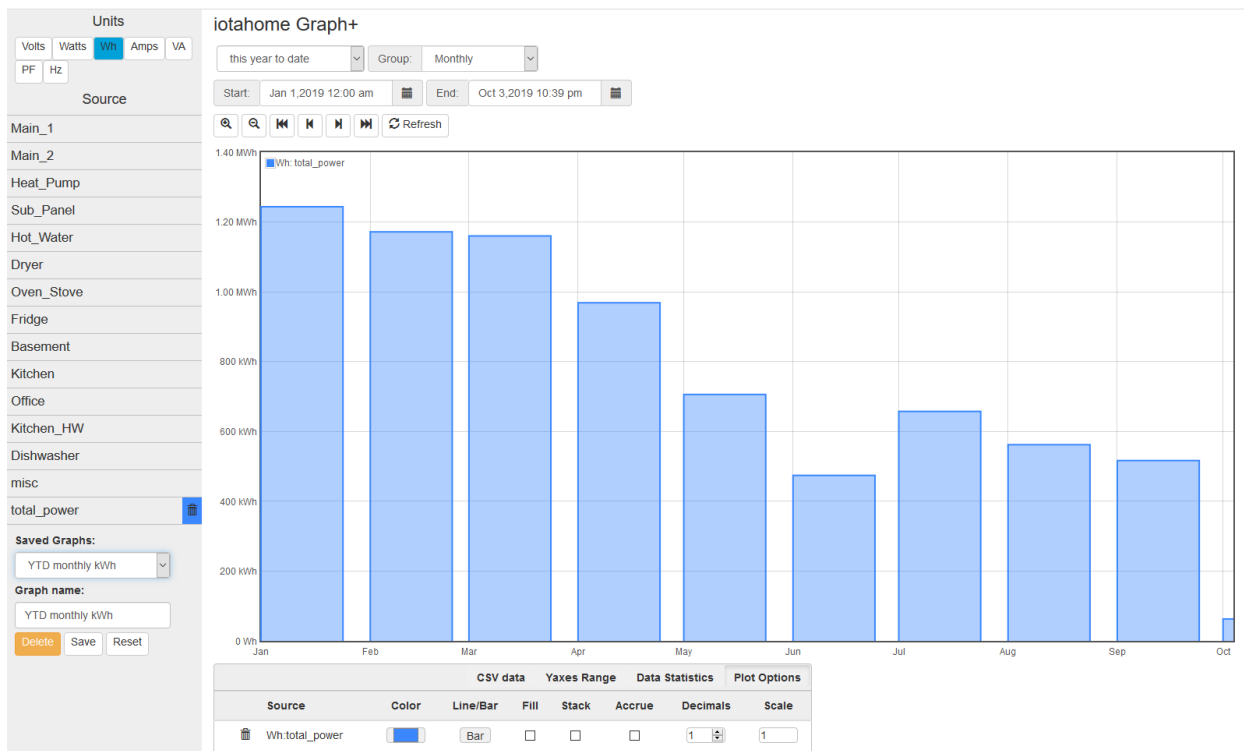 Units
Volts Watts Wh Amps VA
PF Hz
Source
Main_1
Main_2
Heat_Pump
Sub_Panel
Hot_Water
Dryer
Oven_Stove
Fridge
Basement
Kitchen
Office
Kitchen_HW
Dishwasher
misc
total_power
Saved Graphs:
YTD monthly kWh
Graph name:
YTD monthly kWh
Delete Save Reset
iotahome Graph+
this year to date Group: Monthly
Start: Jan 1,2019 12:00 am End: Oct 3,2019 10:39 pm
Refresh
Wh: total_power
1.40 MWh
1.20 MWh
1.00 MWh
800 kWh
600 kWh
400 kWh
200 kWh
0 Wh
Jan Feb Mar Apr May Jun Jul Aug Sep Oct
CSV data Yaxes Range Data Statistics Plot Options
Source Color Line/Bar Fill Stack Accrue Decimals Scale
Wh:total_power Bar 1 1